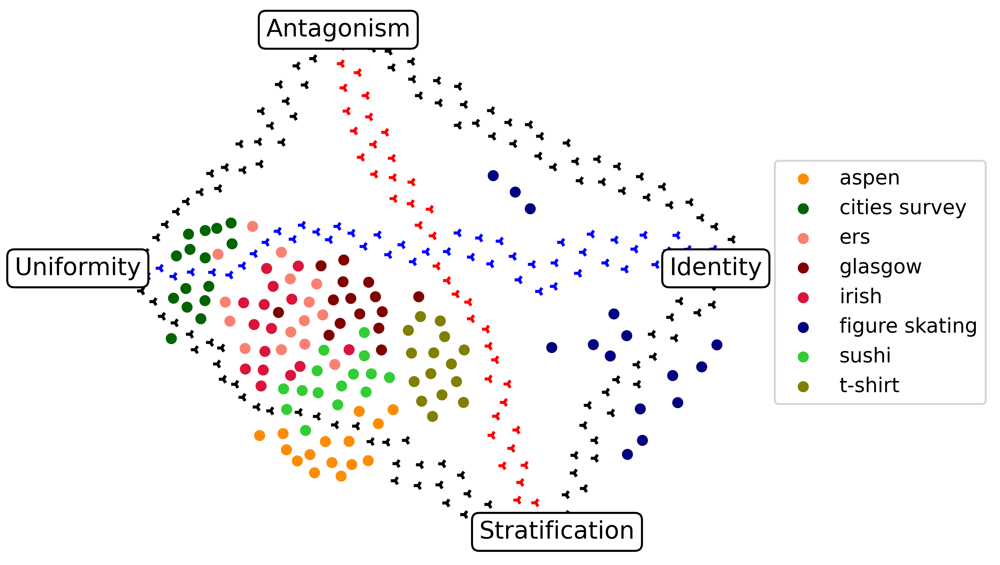 Antagonism
Uniformity
Identity
Stratification
aspen
cities survey
ers
glasgow
irish
figure skating
sushi
t-shirt